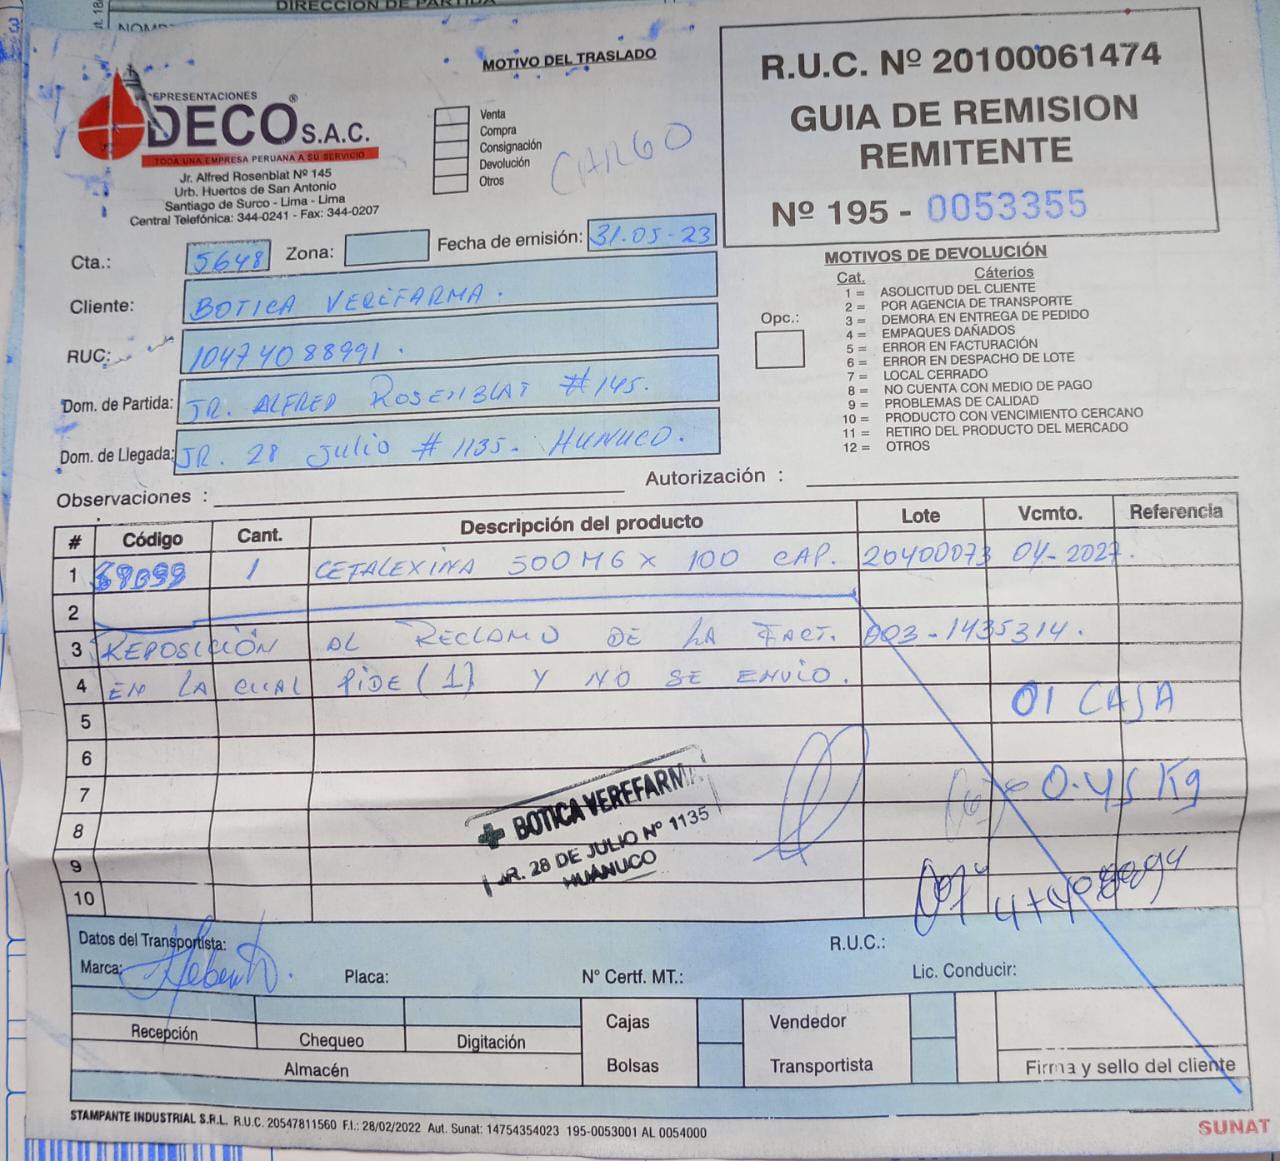 DIRECCION DE PARTIDA
REPRESENTACIONES
DECO S.A.C.
TODA UNA EMPRESA PERUANA A SU SERVICIO
Jr. Alfred Rosenblat Nº 145
Urb. Huertos de San Antonio
Santiago de Surco - Lima - Lima
Central Telefónica: 344-0241 - Fax: 344-0207
MOTIVO DEL TRASLADO
Venta
Compra
Consignación
Devolución
Otros
CARGO
R.U.C. Nº 20100061474
GUIA DE REMISION
REMITENTE
Nº 195 - 0053355
Cta.: 5648 Zona: Fecha de emisión: 31.05-23
Cliente: BOTICA VEREFARMA.
RUC: 10474088991.
Dom. de Partida: JR. ALFRED ROSENBLAT #145.
Dom. de Llegada: JR. 28 Julio # 1135. HUNUCO.
MOTIVOS DE DEVOLUCIÓN
Cat. Cáterios
Opc.:
1 = ASOLICITUD DEL CLIENTE
2 = POR AGENCIA DE TRANSPORTE
3 = DEMORA EN ENTREGA DE PEDIDO
4 = EMPAQUES DAÑADOS
5 = ERROR EN FACTURACIÓN
6 = ERROR EN DESPACHO DE LOTE
7 = LOCAL CERRADO
8 = NO CUENTA CON MEDIO DE PAGO
9 = PROBLEMAS DE CALIDAD
10 = PRODUCTO CON VENCIMIENTO CERCANO
11 = RETIRO DEL PRODUCTO DEL MERCADO
12 = OTROS
Observaciones : Autorización :
# Código Cant. Descripción del producto Lote Vcmto. Referencia
1 1 CEFALEXINA 500MG X 100 CAP. 20400073 04-2027.
2
3 REPOSICIÓN AL RECLAMO DE LA FACT. 003-1435314.
4 EN LA CUAL PIDE (1) Y NO SE ENVIO.
5 01 CAJA
6
7 0.45 Kg
8
9
10
BOTICA VEREFARMA
JR. 28 DE JULIO Nº 1135
HUÁNUCO
Datos del Transportista: R.U.C.:
Marca: Placa: N° Certf. MT.: Lic. Conducir:
Recepción Chequeo Digitación
Almacén
Cajas Vendedor
Bolsas Transportista
Firma y sello del cliente
STAMPANTE INDUSTRIAL S.R.L. R.U.C. 20547811560 F.I.: 28/02/2022 Aut. Sunat: 14754354023 195-0053001 AL 0054000
SUNAT